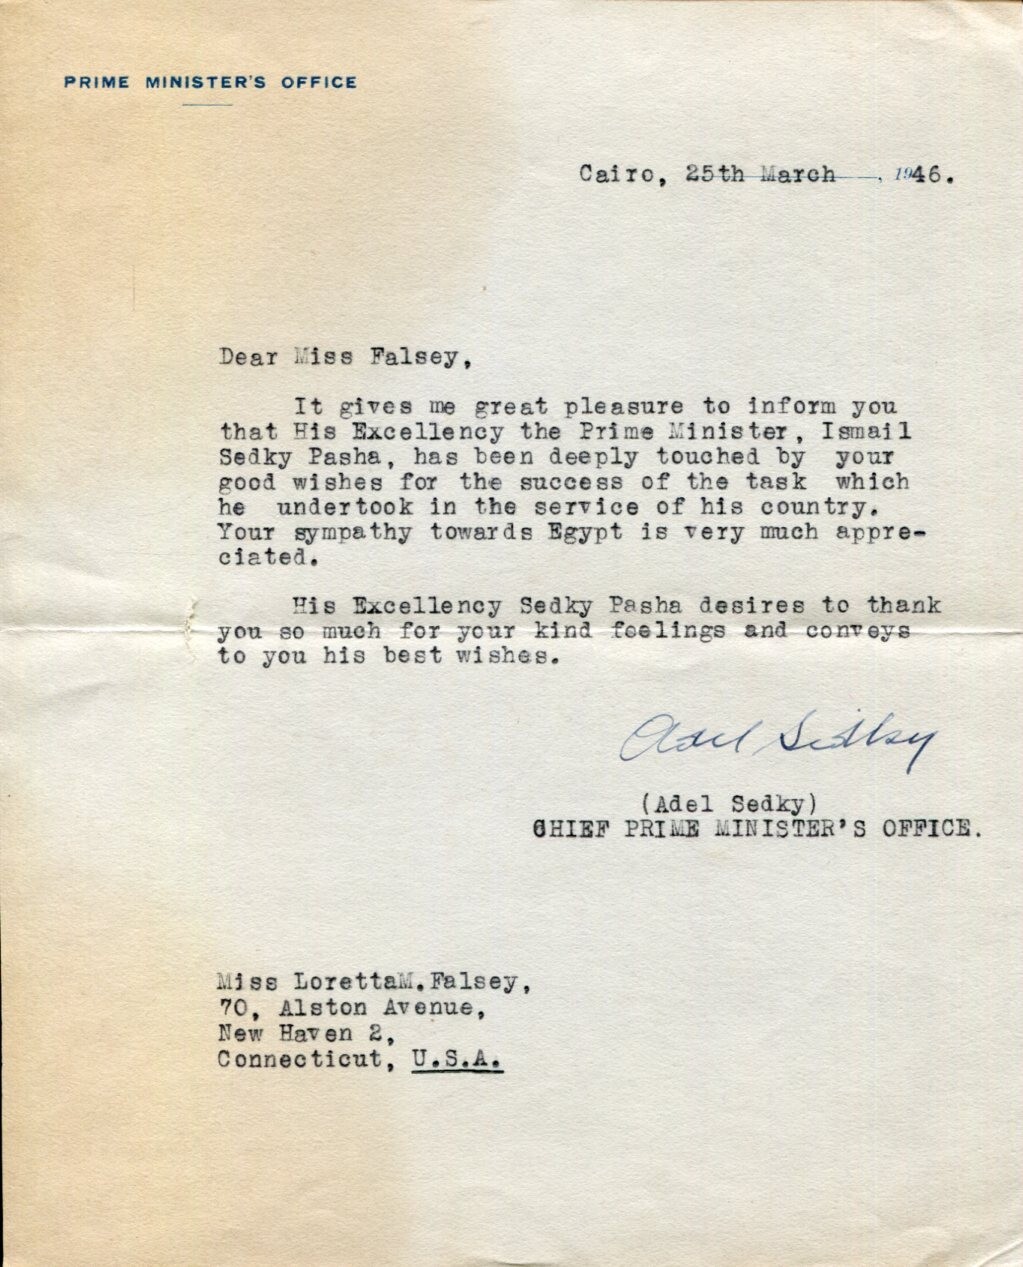 PRIME MINISTER'S OFFICE
Cairo, 25th March , 1946.
Dear Miss Falsey,
It gives me great pleasure to inform you
that His Excellency the Prime Minister, Ismail
Sedky Pasha, has been deeply touched by your
good wishes for the success of the task which
he undertook in the service of his country.
Your sympathy towards Egypt is very much appre-
ciated.
His Excellency Sedky Pasha desires to thank
you so much for your kind feelings and conveys
to you his best wishes.
Adel Sedky
(Adel Sedky)
CHIEF PRIME MINISTER'S OFFICE.
Miss LorettaM.Falsey,
70, Alston Avenue,
New Haven 2,
Connecticut, U.S.A.